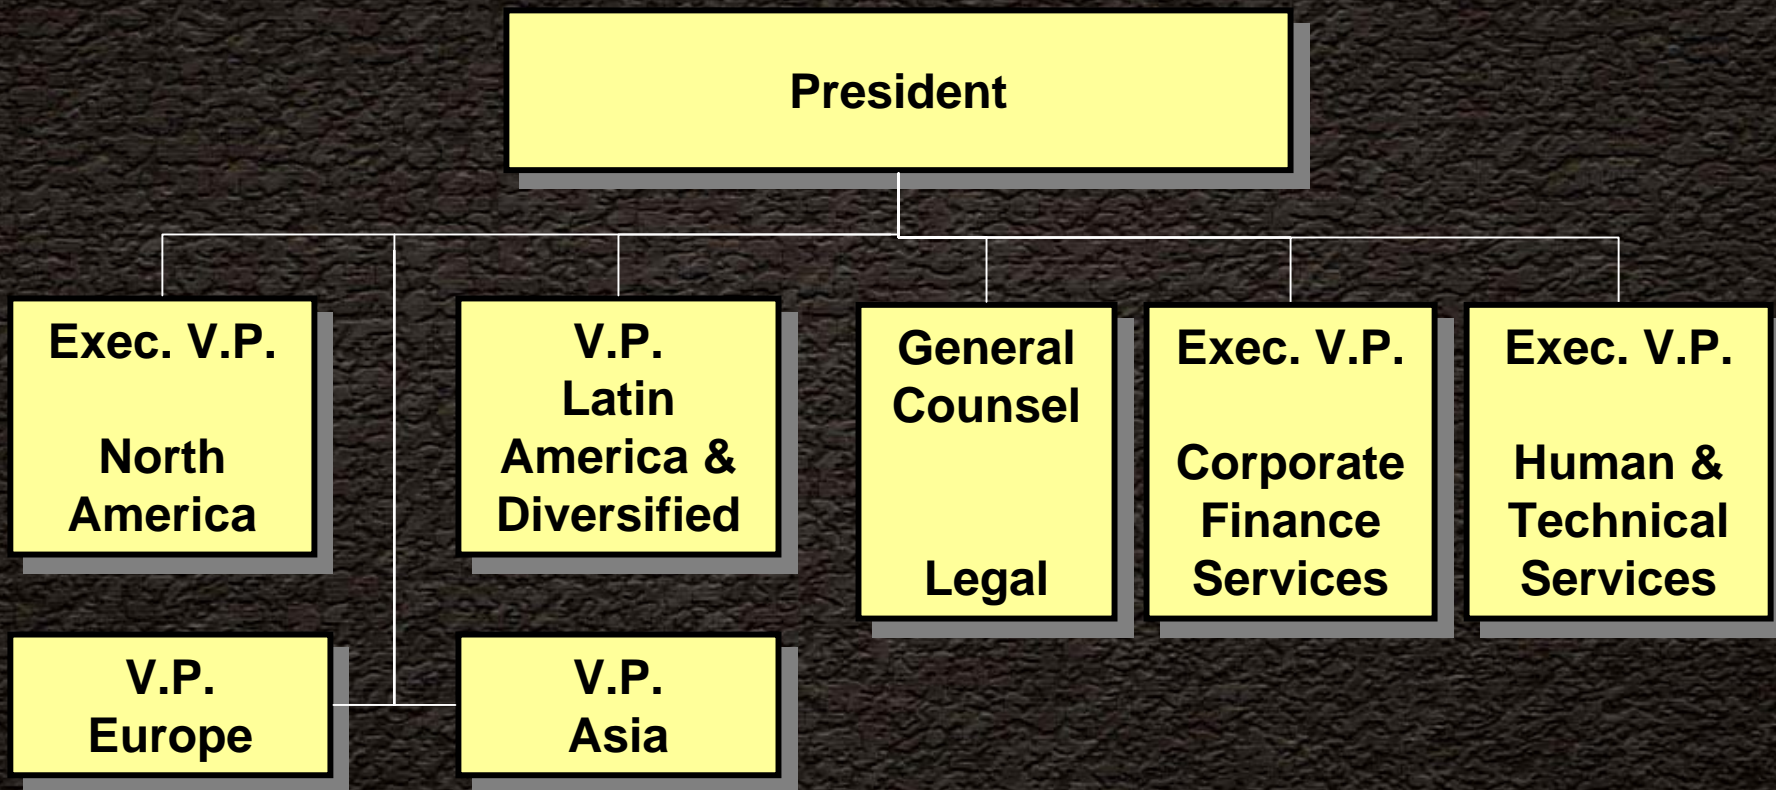 President
Exec. V.P.
North
America
V.P.
Latin
America &
Diversified
General
Counsel
Legal
Exec. V.P.
Corporate
Finance
Services
Exec. V.P.
Human &
Technical
Services
V.P.
Europe
V.P.
Asia